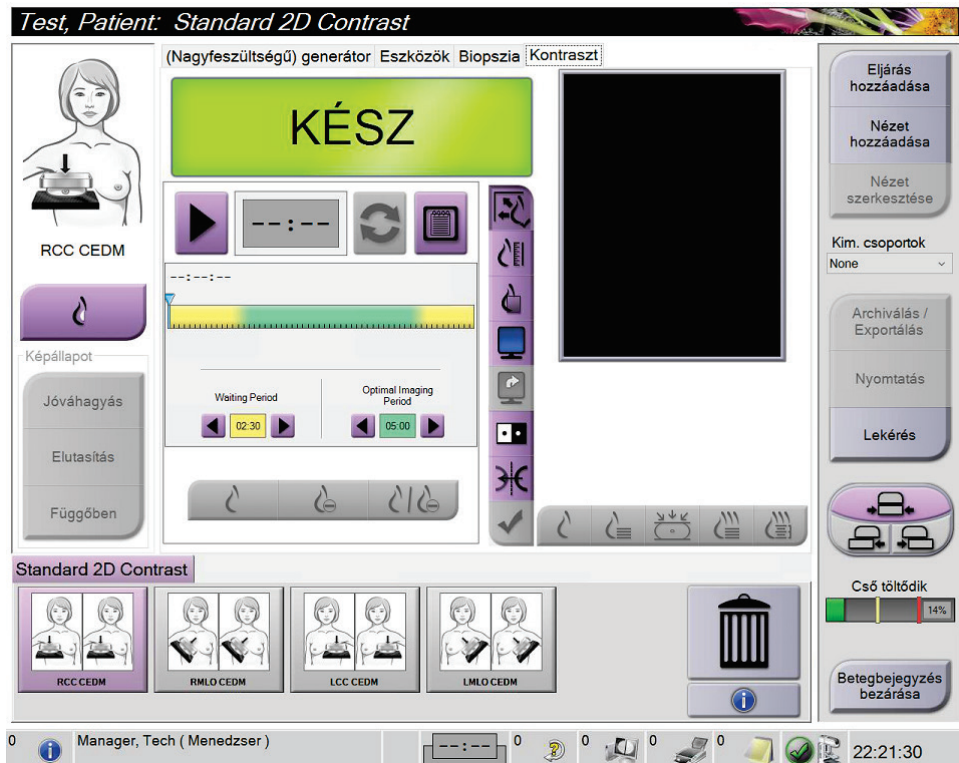 Test, Patient: Standard 2D Contrast
(Nagyfeszültségű) generátor Eszközök Biopszia Kontraszt
KÉSZ
RCC CEDM
Képállapot
Jóváhagyás
Elutasítás
Függőben
--:--
--:--:--
Waiting Period
Optimal Imaging
Period
02:30
05:00
Eljárás
hozzáadása
Nézet
hozzáadása
Nézet
szerkesztése
Kim. csoportok
None
Archiválás /
Exportálás
Nyomtatás
Lekérés
Cső töltődik
14%
Betegbejegyzés
bezárása
Standard 2D Contrast
RCC CEDM
RMLO CEDM
LCC CEDM
LMLO CEDM
0 Manager, Tech ( Menedzser ) --:-- 0 0 0 0 22:21:30